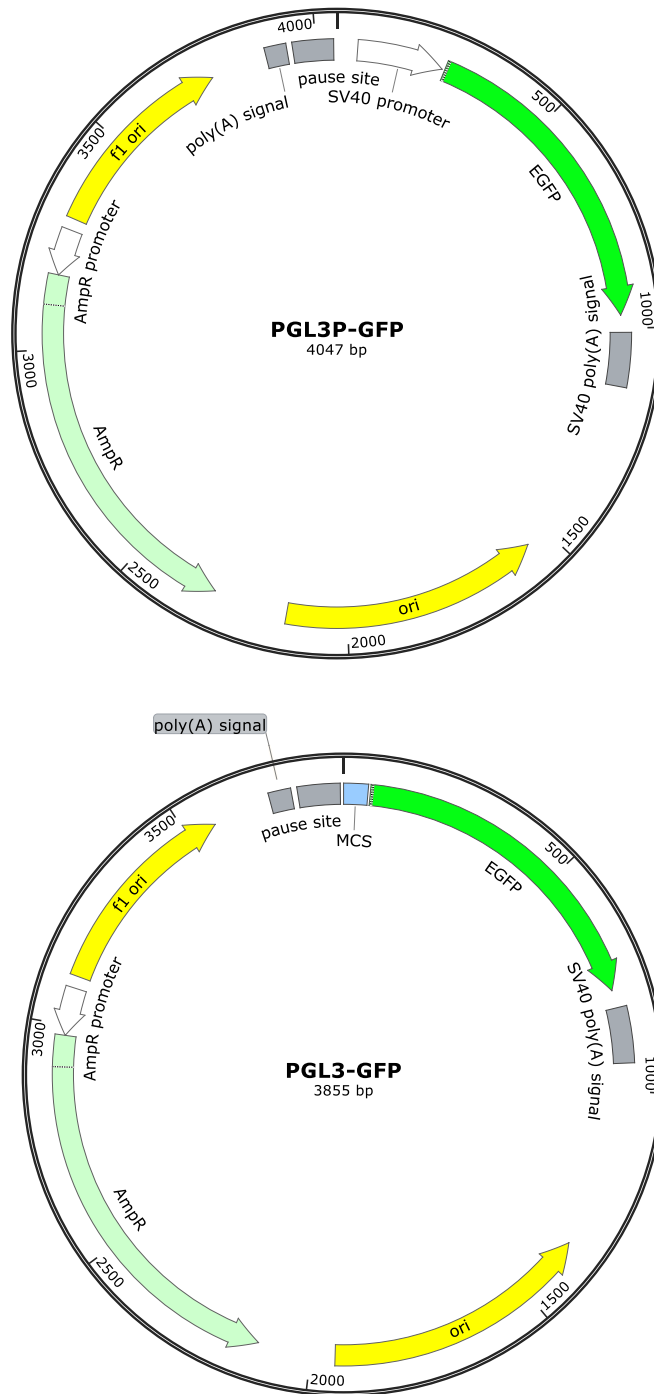 4000
pause site
poly(A) signal
SV40 promoter
500
EGFP
3500
f1 ori
AmpR promoter
1000
SV40 poly(A) signal
PGL3P-GFP
4047 bp
3000
AmpR
1500
2500
ori
2000
poly(A) signal
pause site
MCS
3500
500
EGFP
f1 ori
SV40 poly(A) signal
AmpR promoter
3000
1000
PGL3-GFP
3855 bp
AmpR
2500
1500
ori
2000